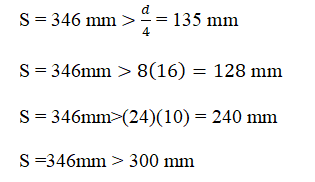 S = 346 mm > d/4 = 135 mm
S = 346mm > 8(16) = 128 mm
S = 346mm>(24)(10) = 240 mm
S =346mm > 300 mm